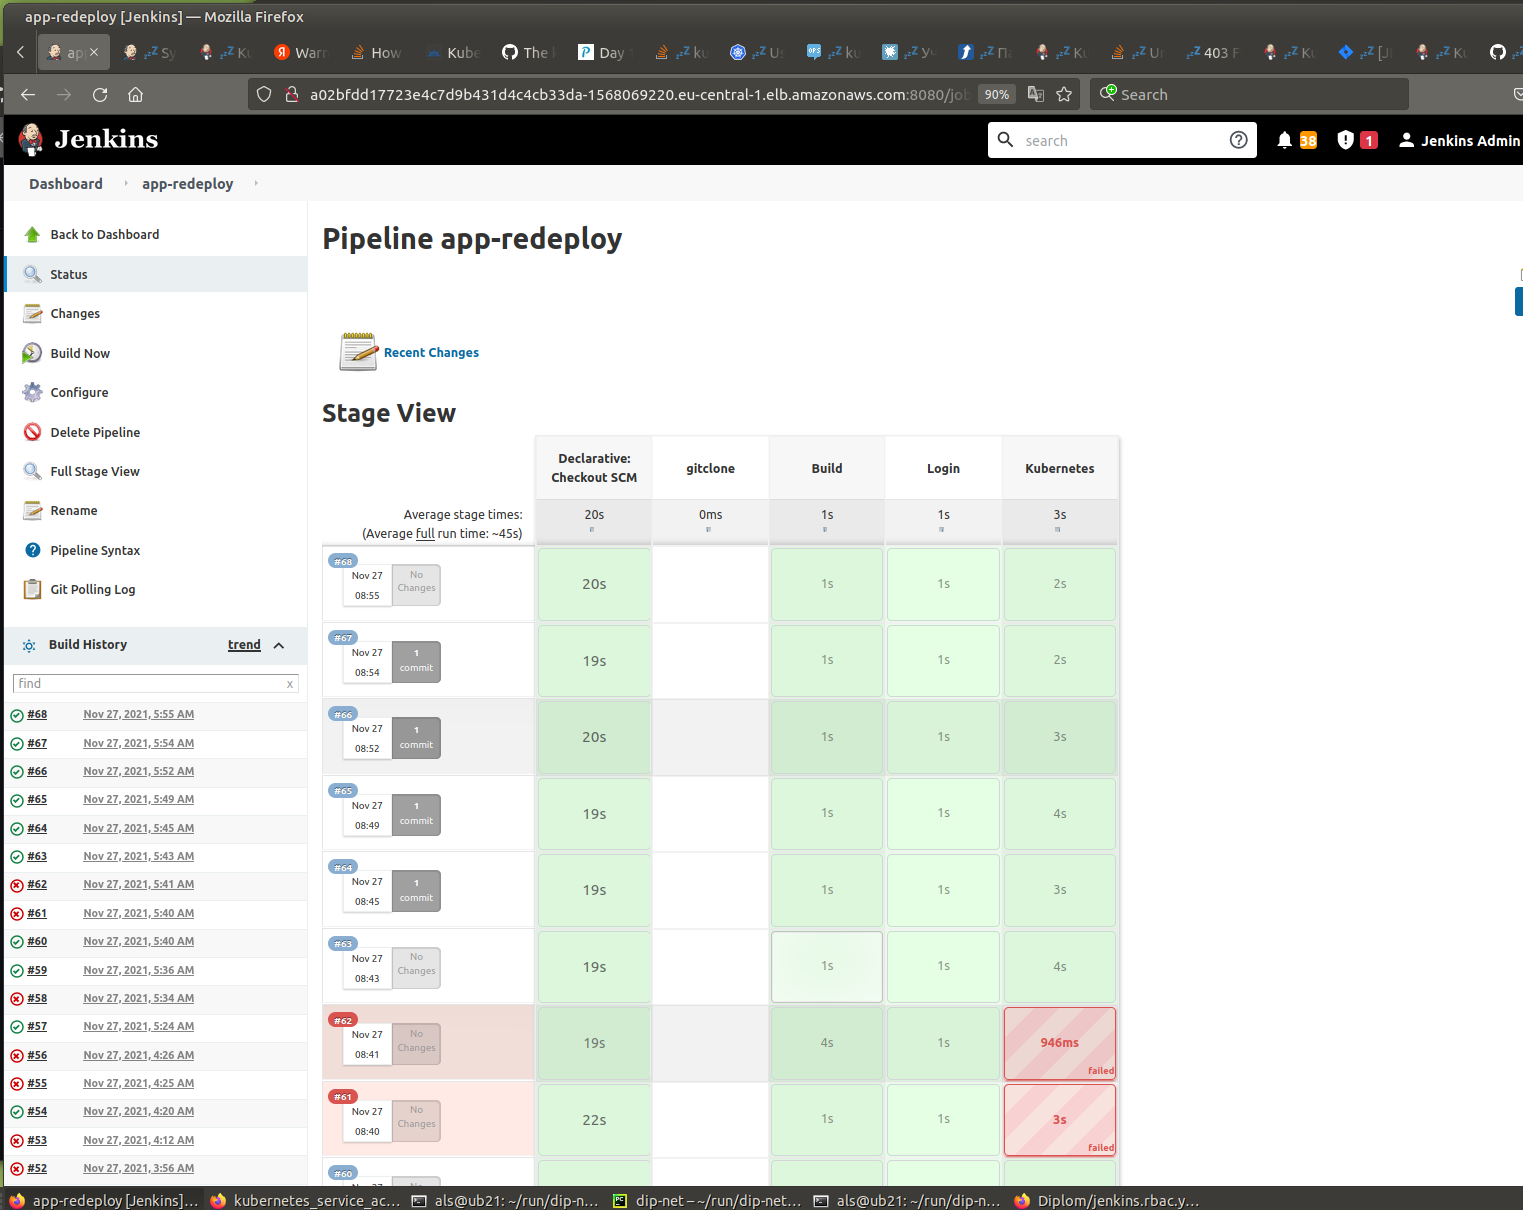 app-redeploy [Jenkins] — Mozilla Firefox
ap Sy Ku Warn How Kube The Day ku Us ku Уч Па Ku Ur 403 F Ku [JI Ku
a02bfdd17723e4c7d9b431d4c4cb33da-1568069220.eu-central-1.elb.amazonaws.com:8080/job 90% Search
Jenkins search 38 1 Jenkins Admin
Dashboard app-redeploy
Back to Dashboard
Status
Changes
Build Now
Configure
Delete Pipeline
Full Stage View
Rename
Pipeline Syntax
Git Polling Log
Build History trend
find x
#68 Nov 27, 2021, 5:55 AM
#67 Nov 27, 2021, 5:54 AM
#66 Nov 27, 2021, 5:52 AM
#65 Nov 27, 2021, 5:49 AM
#64 Nov 27, 2021, 5:45 AM
#63 Nov 27, 2021, 5:43 AM
#62 Nov 27, 2021, 5:41 AM
#61 Nov 27, 2021, 5:40 AM
#60 Nov 27, 2021, 5:40 AM
#59 Nov 27, 2021, 5:36 AM
#58 Nov 27, 2021, 5:34 AM
#57 Nov 27, 2021, 5:24 AM
#56 Nov 27, 2021, 4:26 AM
#55 Nov 27, 2021, 4:25 AM
#54 Nov 27, 2021, 4:20 AM
#53 Nov 27, 2021, 4:12 AM
#52 Nov 27, 2021, 3:56 AM
Pipeline app-redeploy
Recent Changes
Stage View
Declarative:
Checkout SCM gitclone Build Login Kubernetes
Average stage times: 20s 0ms 1s 1s 3s
(Average full run time: ~45s)
#68
Nov 27 No
08:55 Changes 20s 1s 1s 2s
#67
Nov 27 1
08:54 commit 19s 1s 1s 2s
#66
Nov 27 1
08:52 commit 20s 1s 1s 3s
#65
Nov 27 1
08:49 commit 19s 1s 1s 4s
#64
Nov 27 1
08:45 commit 19s 1s 1s 3s
#63
Nov 27 No
08:43 Changes 19s 1s 1s 4s
#62
Nov 27 No
08:41 Changes 19s 4s 1s 946ms
failed
#61
Nov 27 No
08:40 Changes 22s 1s 1s 3s
failed
#60
Nov 27 No
app-redeploy [Jenkins]... kubernetes_service_ac... als@ub21: ~/run/dip-n... dip-net – ~/run/dip-net... als@ub21: ~/run/dip-n... Diplom/jenkins.rbac.y...